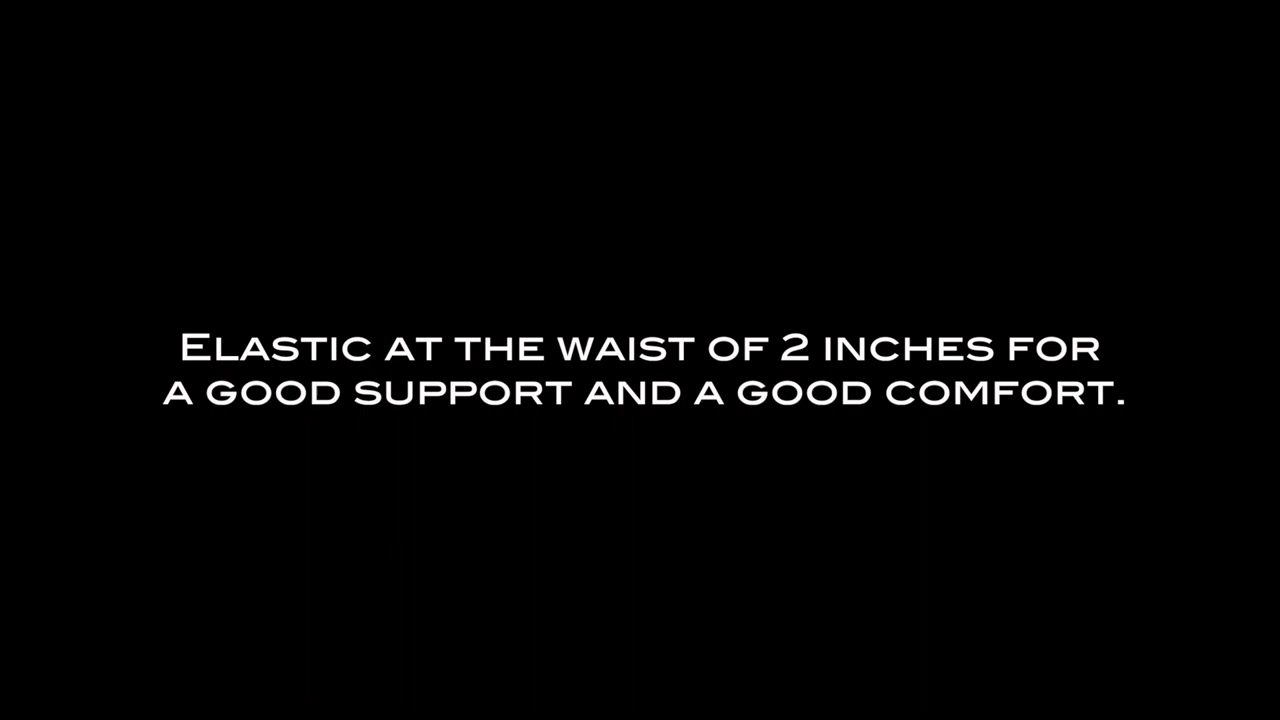 Elastic at the waist of 2 inches for
a good support and a good comfort.